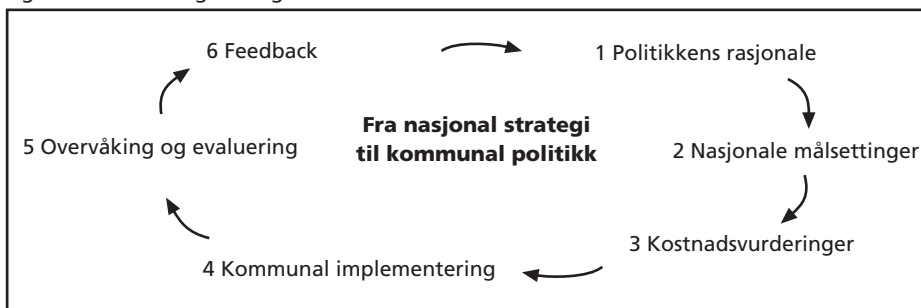 6 Feedback
1 Politikkens rasjonale
Fra nasjonal strategi
til kommunal politikk
5 Overvåking og evaluering
2 Nasjonale målsettinger
3 Kostnadsvurderinger
4 Kommunal implementering